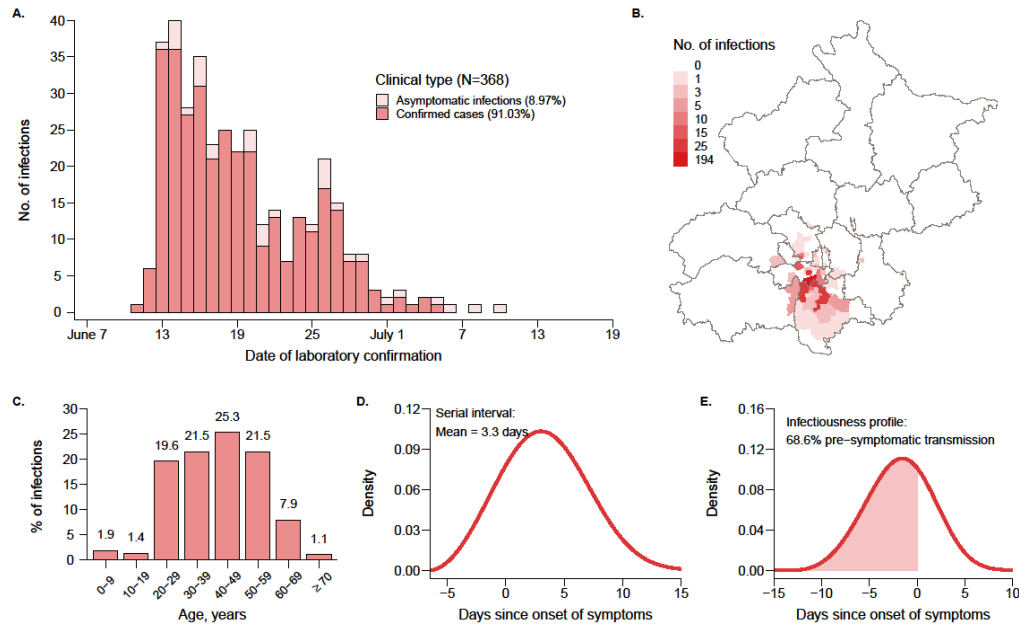 A.
40
35
30
25
20
15
10
5
0
No. of infections
Clinical type (N=368)
Asymptomatic infections (8.97%)
Confirmed cases (91.03%)
June 7
13
19
25
July 1
7
13
19
Date of laboratory confirmation
B.
No. of infections
0
1
3
5
10
15
25
194
C.
30
25
20
15
10
5
0
% of infections
1.9
1.4
19.6
21.5
25.3
21.5
7.9
1.1
0−9
10−19
20−29
30−39
40−49
50−59
60−69
≥70
Age, years
D.
0.12
0.09
0.06
0.03
0.00
Density
Serial interval:
Mean = 3.3 days
−5
0
5
10
15
Days since onset of symptoms
E.
0.16
0.12
0.08
0.04
0.00
Density
Infectiousness profile:
68.6% pre−symptomatic transmission
−15
−10
−5
0
5
10
Days since onset of symptoms